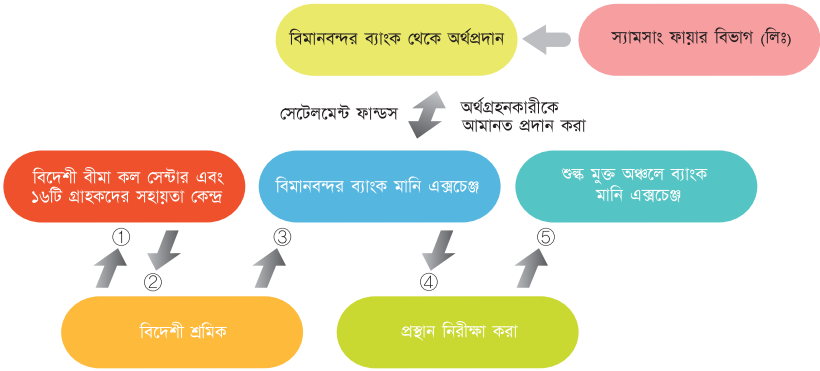 বিমানবন্দর ব্যাংক থেকে অর্থপ্রদান
স্যামসাং ফায়ার বিভাগ (লিঃ)
সেটেলমেন্ট ফান্ডস
অর্থগ্রহনকারীকে
আমানত প্রদান করা
বিদেশী বীমা কল সেন্টার এবং
১৬টি গ্রাহকদের সহায়তা কেন্দ্র
বিমানবন্দর ব্যাংক মানি এক্সচেঞ্জ
শুল্ক মুক্ত অঞ্চলে ব্যাংক
মানি এক্সচেঞ্জ
①
②
③
④
⑤
বিদেশী শ্রমিক
প্রস্থান নিরীক্ষা করা